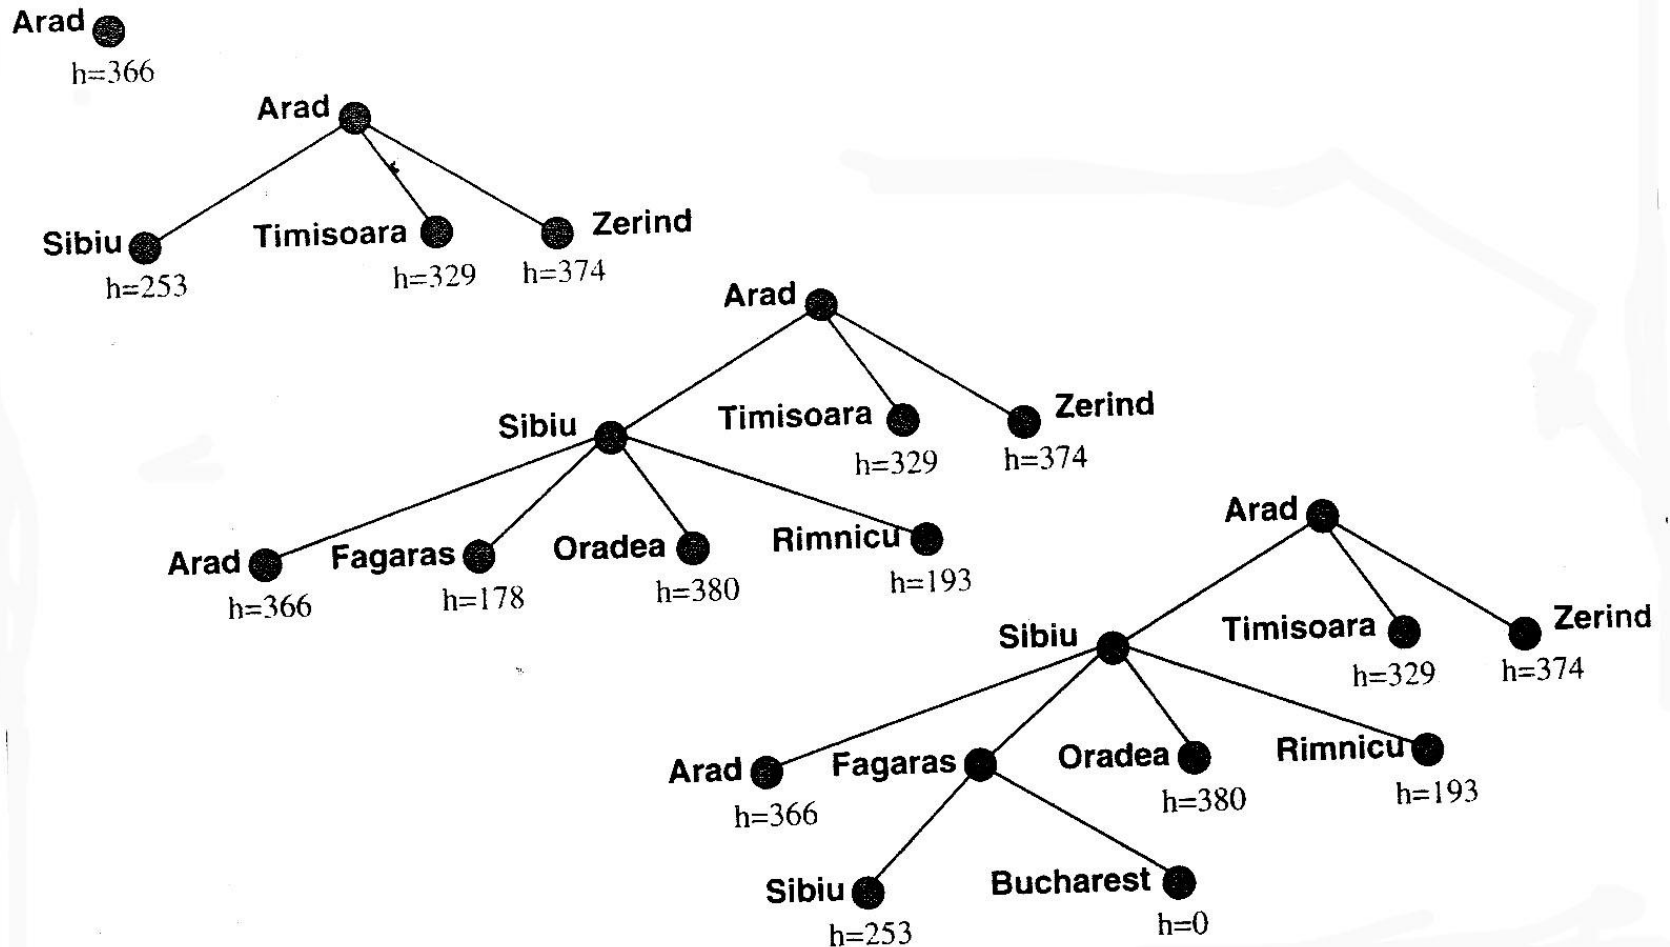 Arad
h=366
Arad
Sibiu Timisoara Zerind
h=253 h=329 h=374
Arad
Sibiu Timisoara Zerind
h=329 h=374
Arad Fagaras Oradea Rimnicu
h=366 h=178 h=380 h=193
Arad
Sibiu Timisoara Zerind
h=329 h=374
Arad Fagaras Oradea Rimnicu
h=366 h=380 h=193
Sibiu Bucharest
h=253 h=0